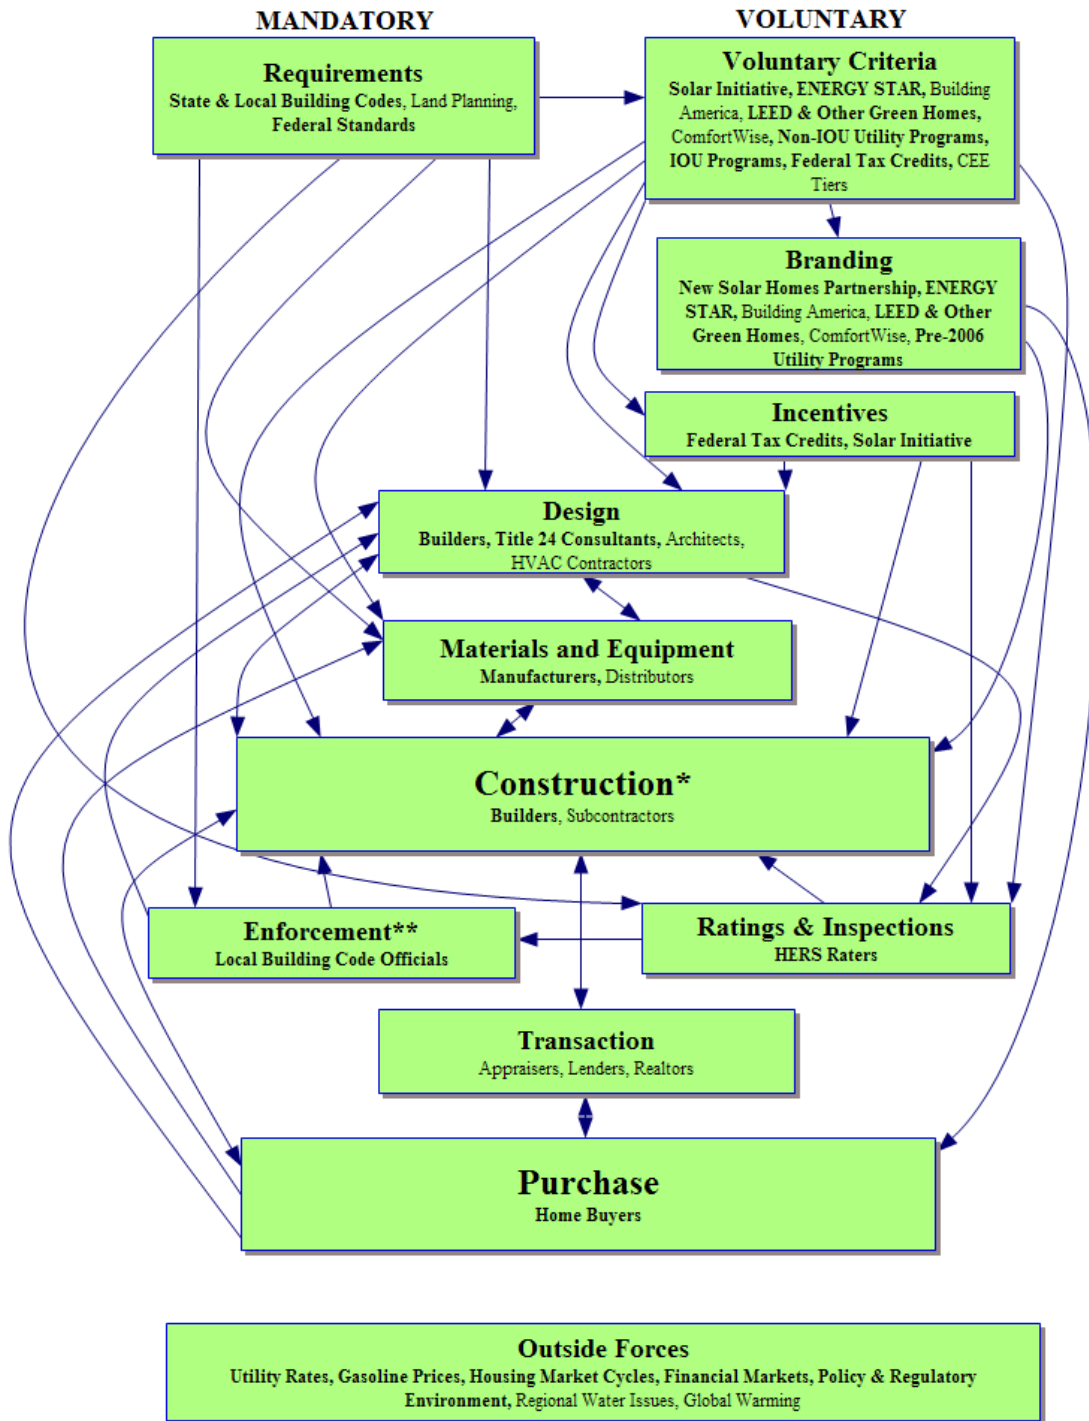 MANDATORY
VOLUNTARY
Requirements
State & Local Building Codes, Land Planning,
Federal Standards
Voluntary Criteria
Solar Initiative, ENERGY STAR, Building
America, LEED & Other Green Homes,
ComfortWise, Non-IOU Utility Programs,
IOU Programs, Federal Tax Credits, CEE
Tiers
Branding
New Solar Homes Partnership, ENERGY
STAR, Building America, LEED & Other
Green Homes, ComfortWise, Pre-2006
Utility Programs
Incentives
Federal Tax Credits, Solar Initiative
Design
Builders, Title 24 Consultants, Architects,
HVAC Contractors
Materials and Equipment
Manufacturers, Distributors
Construction*
Builders, Subcontractors
Enforcement**
Local Building Code Officials
Ratings & Inspections
HERS Raters
Transaction
Appraisers, Lenders, Realtors
Purchase
Home Buyers
Outside Forces
Utility Rates, Gasoline Prices, Housing Market Cycles, Financial Markets, Policy & Regulatory
Environment, Regional Water Issues, Global Warming